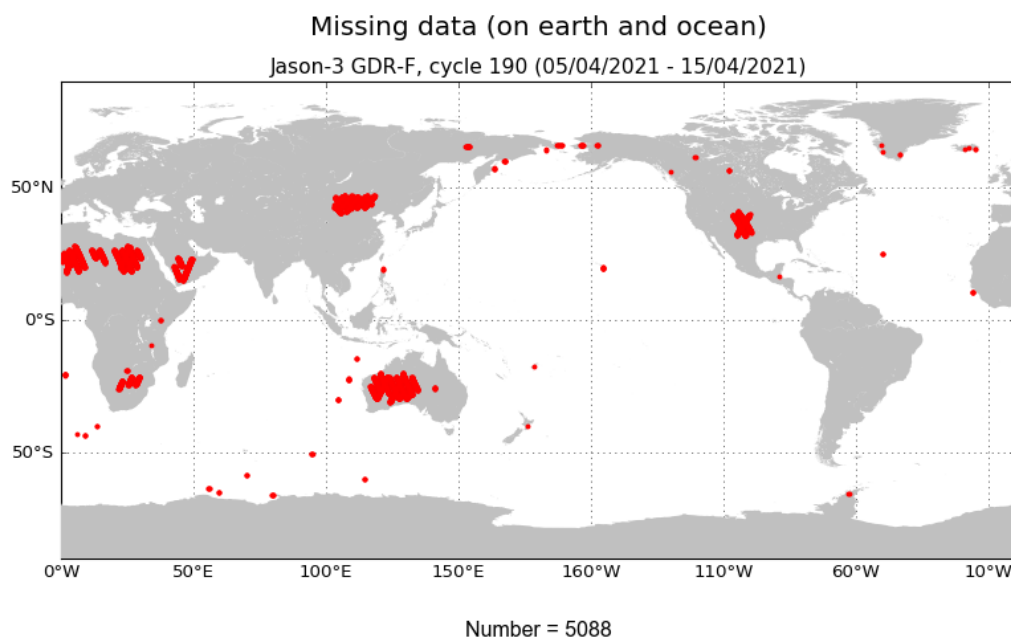 Missing data (on earth and ocean)
Jason-3 GDR-F, cycle 190 (05/04/2021 - 15/04/2021)
50°N
0°S
50°S
0°W 50°E 100°E 150°E 160°W 110°W 60°W 10°W
Number = 5088